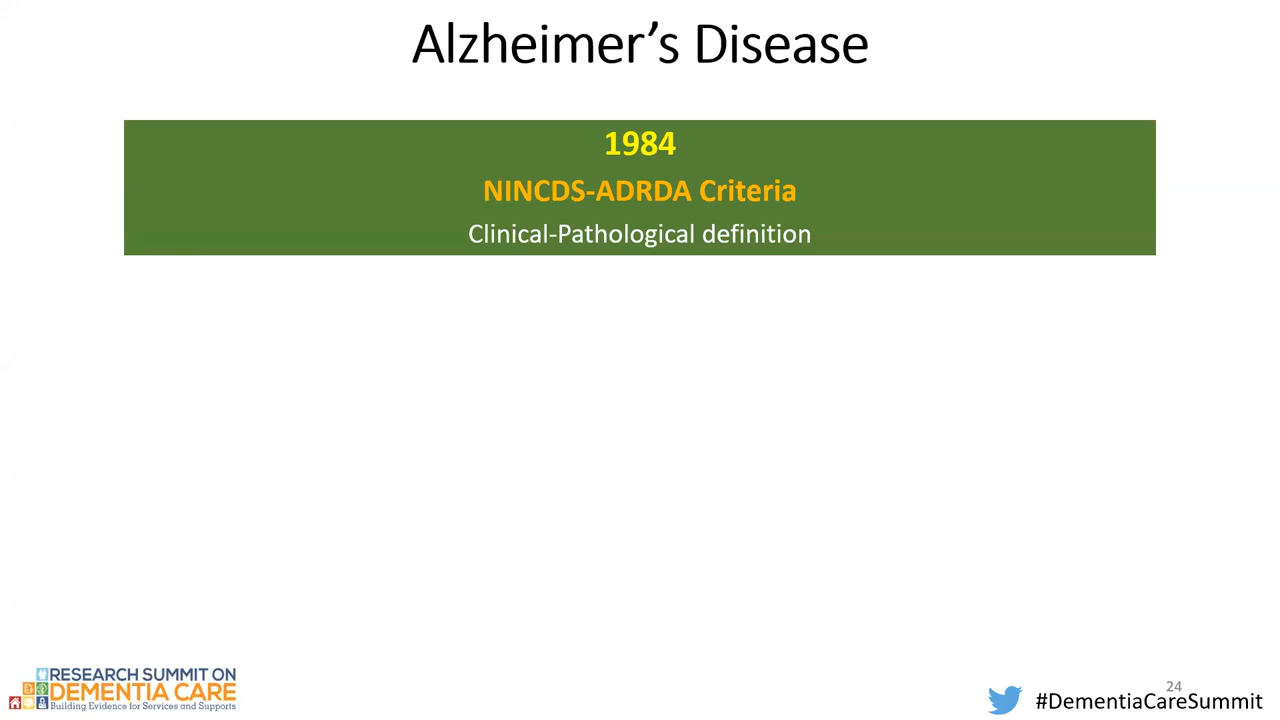 Alzheimer’s Disease
1984
NINCDS-ADRDA Criteria
Clinical-Pathological definition
RESEARCH SUMMIT ON
DEMENTIA CARE
Building Evidence for Services and Supports
24
#DementiaCareSummit